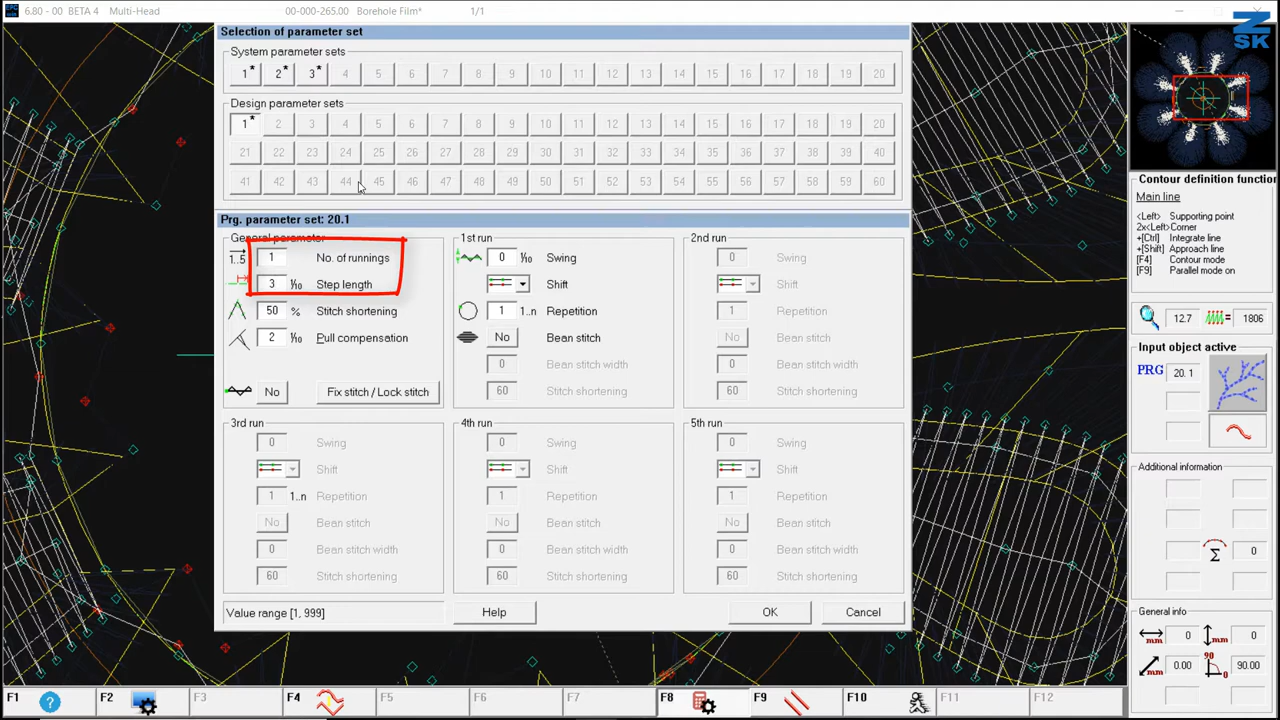 6.80 - 00 BETA 4 Multi-Head 00-000-265.00 Borehole Film* 1/1
ZSK
Selection of parameter set
System parameter sets
1* 2* 3* 4 5 6 7 8 9 10 11 12 13 14 15 16 17 18 19 20
Design parameter sets
1* 2 3 4 5 6 7 8 9 10 11 12 13 14 15 16 17 18 19 20
21 22 23 24 25 26 27 28 29 30 31 32 33 34 35 36 37 38 39 40
41 42 43 44 45 46 47 48 49 50 51 52 53 54 55 56 57 58 59 60
Prg. parameter set: 20.1
General parameter
1..5 1 No. of runnings
3 1/10 Step length
50 % Stitch shortening
2 1/10 Pull compensation
No Fix stitch / Lock stitch
1st run
0 1/10 Swing
Shift
1 1..n Repetition
No Bean stitch
0 Bean stitch width
60 Stitch shortening
2nd run
0 Swing
Shift
1 Repetition
No Bean stitch
0 Bean stitch width
60 Stitch shortening
3rd run
0 Swing
Shift
1 1..n Repetition
No Bean stitch
0 Bean stitch width
60 Stitch shortening
4th run
0 Swing
Shift
1 Repetition
No Bean stitch
0 Bean stitch width
60 Stitch shortening
5th run
0 Swing
Shift
1 Repetition
No Bean stitch
0 Bean stitch width
60 Stitch shortening
Value range [1, 999] Help OK Cancel
Contour definition function
Main line
<Left> Supporting point
2x<Left>Corner
+[Ctrl] Integrate line
+[Shift] Approach line
[F4] Contour mode
[F9] Parallel mode on
12.7 = 1806
Input object active
PRG 20. 1
Additional information
Σ 0
General info
mm 0 mm 0
0.00 90 0 90.00
F1 ? F2 F3 F4 F5 F6 F7 F8 F9 F10 F11 F12